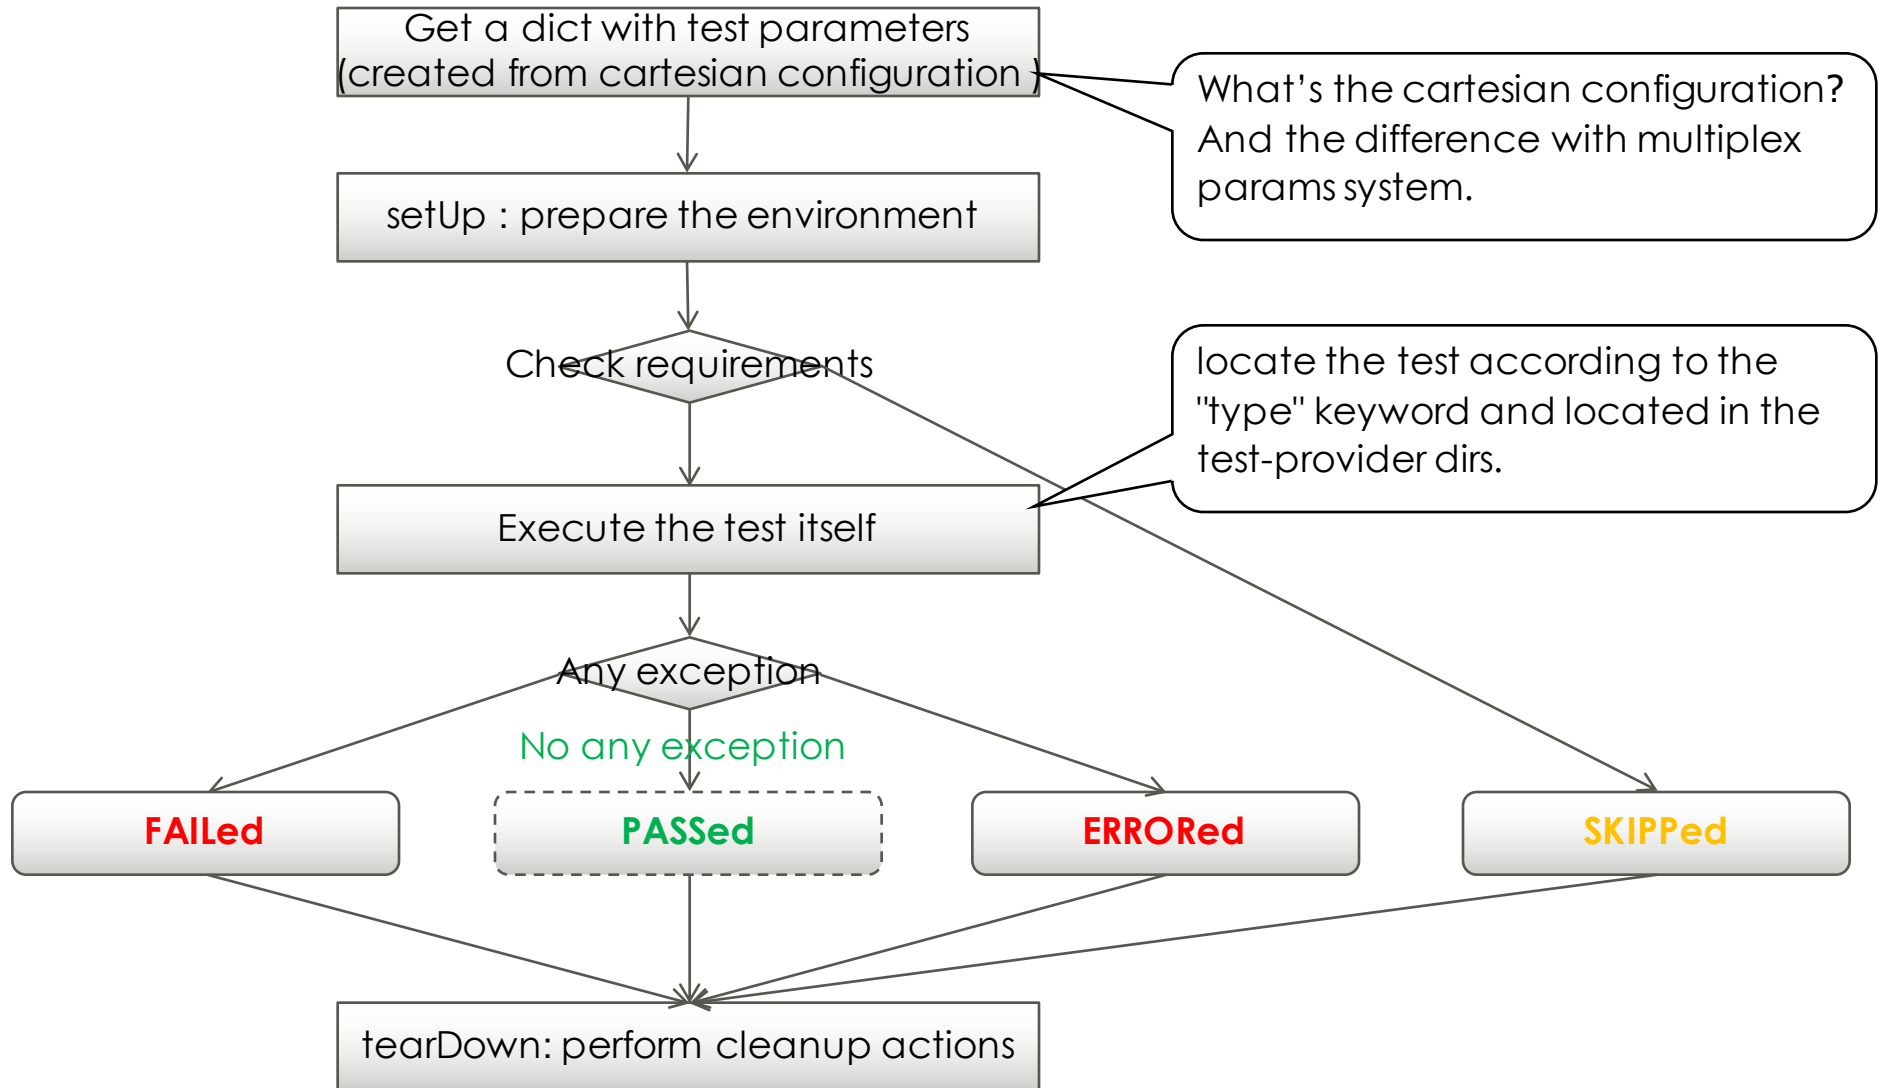 Get a dict with test parameters
(created from cartesian configuration )
What’s the cartesian configuration?
And the difference with multiplex
params system.
setUp : prepare the environment
Check requirements
locate the test according to the
"type" keyword and located in the
test-provider dirs.
Execute the test itself
Any exception
No any exception
FAILed
PASSed
ERRORed
SKIPPed
tearDown: perform cleanup actions